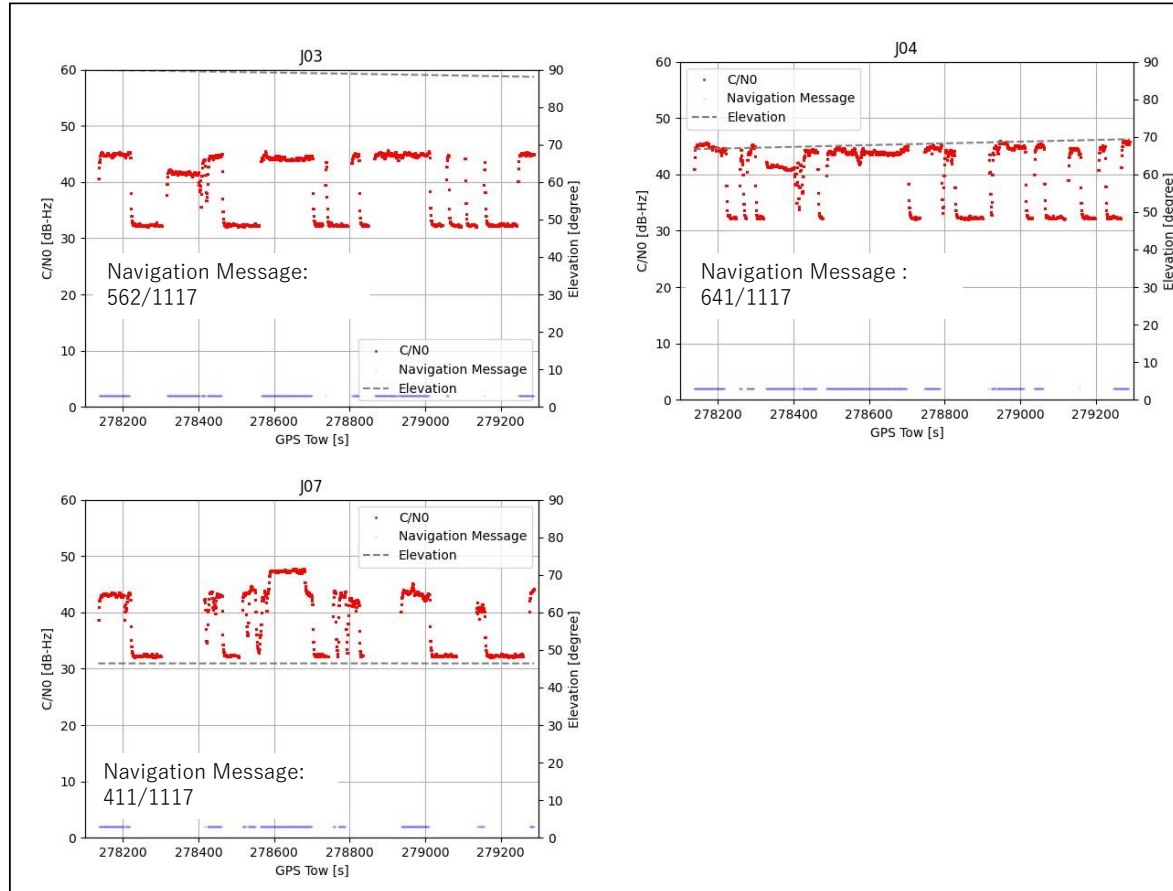 J03
60
50
40
30
20
10
0
C/N0 [dB-Hz]
90
80
70
60
50
40
30
20
10
0
Elevation [degree]
Navigation Message:
562/1117
C/N0
Navigation Message
Elevation
278200 278400 278600 278800 279000 279200
GPS Tow [s]
J04
60
50
40
30
20
10
0
C/N0 [dB-Hz]
90
80
70
60
50
40
30
20
10
0
Elevation [degree]
C/N0
Navigation Message
Elevation
Navigation Message :
641/1117
278200 278400 278600 278800 279000 279200
GPS Tow [s]
J07
60
50
40
30
20
10
0
C/N0 [dB-Hz]
90
80
70
60
50
40
30
20
10
0
Elevation [degree]
C/N0
Navigation Message
Elevation
Navigation Message:
411/1117
278200 278400 278600 278800 279000 279200
GPS Tow [s]